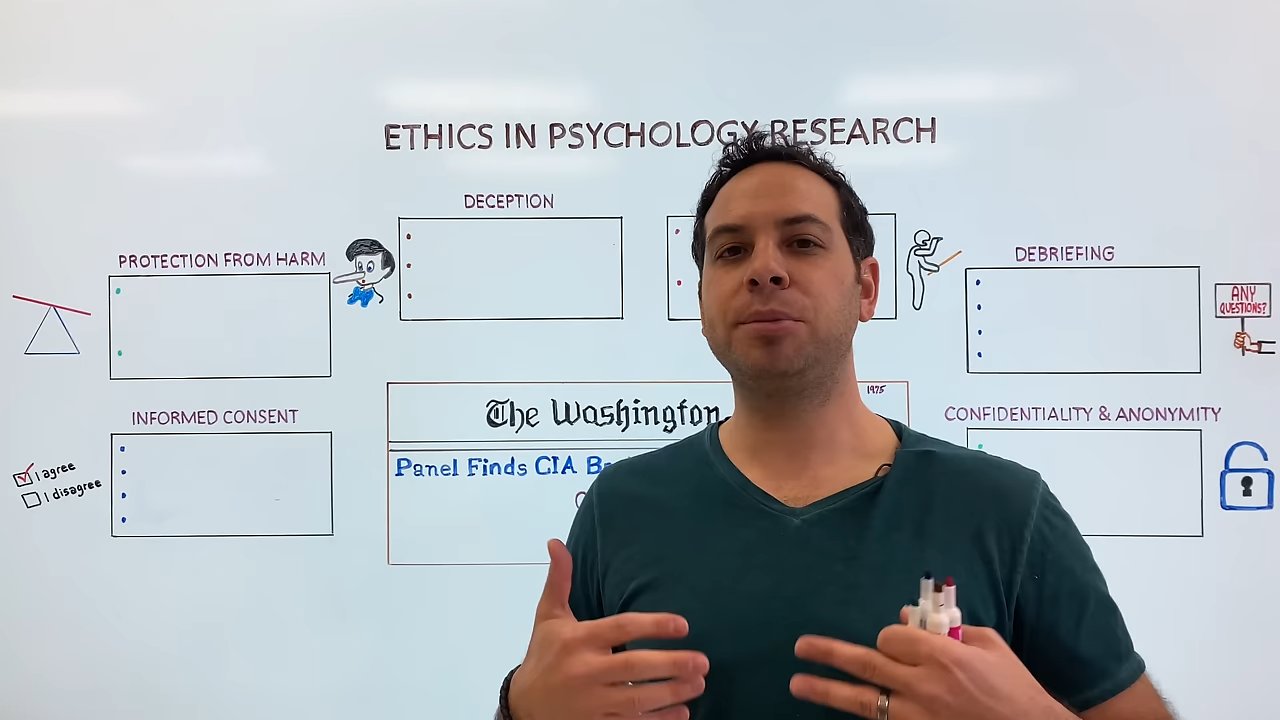 ETHICS IN PSYCHOLOGY RESEARCH
DECEPTION
PROTECTION FROM HARM
DEBRIEFING
ANY
QUESTIONS?
1975
The Washington
INFORMED CONSENT
CONFIDENTIALITY & ANONYMITY
Panel Finds CIA
I agree
I disagree